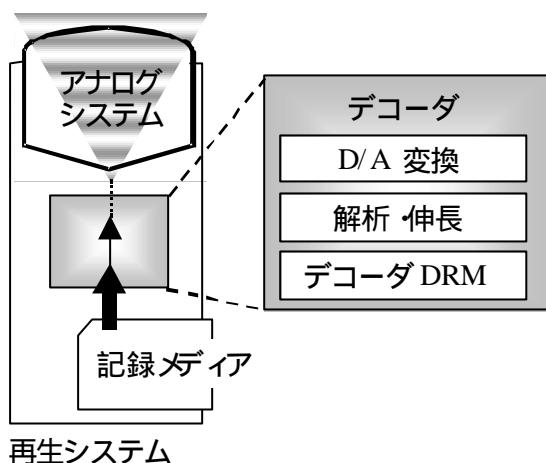 アナログ
システム
デコーダ
D/A 変換
解析・伸長
デコーダ DRM
記録メディア
再生システム